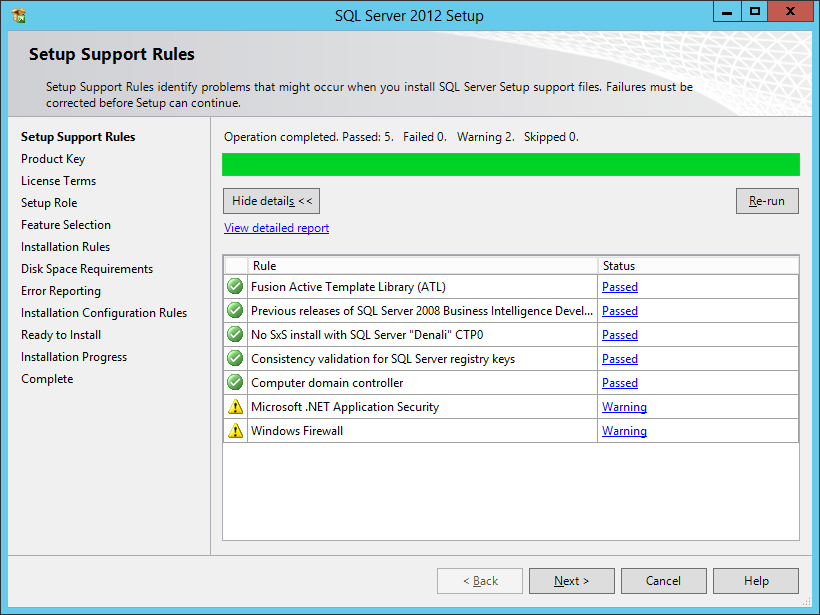 SQL Server 2012 Setup
Setup Support Rules
Setup Support Rules identify problems that might occur when you install SQL Server Setup support files. Failures must be
corrected before Setup can continue.
Setup Support Rules
Product Key
License Terms
Setup Role
Feature Selection
Installation Rules
Disk Space Requirements
Error Reporting
Installation Configuration Rules
Ready to Install
Installation Progress
Complete
Operation completed. Passed: 5. Failed 0. Warning 2. Skipped 0.
Hide details <<
Re-run
View detailed report
Rule Status
Fusion Active Template Library (ATL) Passed
Previous releases of SQL Server 2008 Business Intelligence Devel... Passed
No SxS install with SQL Server "Denali" CTP0 Passed
Consistency validation for SQL Server registry keys Passed
Computer domain controller Passed
Microsoft .NET Application Security Warning
Windows Firewall Warning
< Back Next > Cancel Help